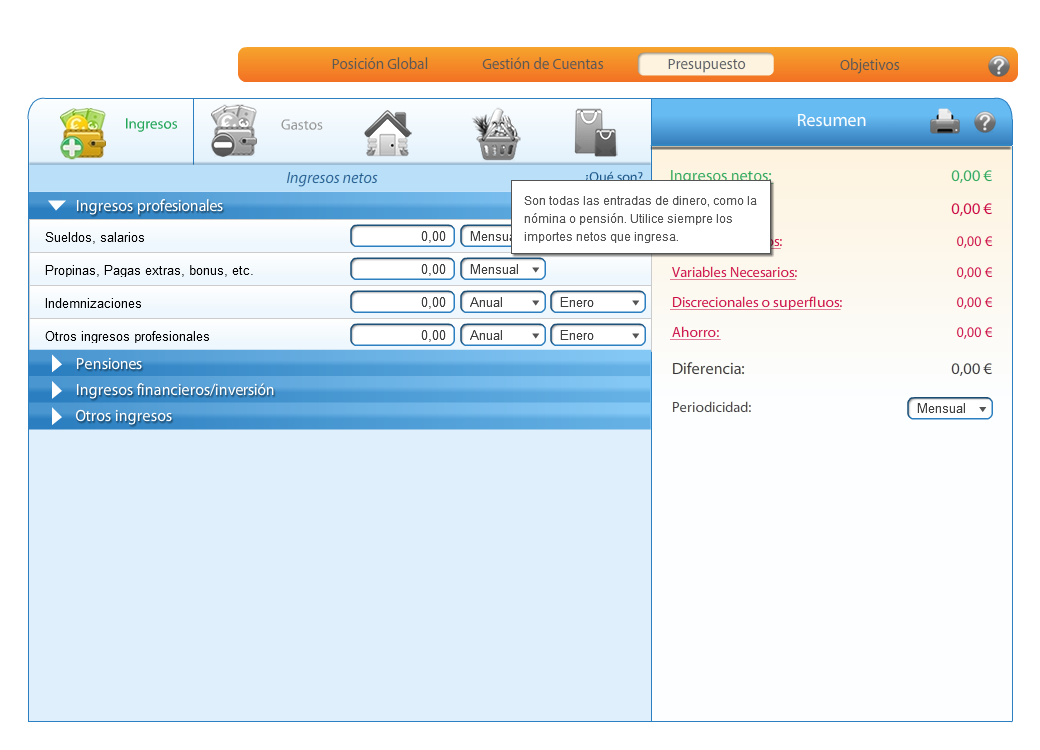 Posición Global Gestión de Cuentas Presupuesto Objetivos ?
Ingresos Gastos
Resumen ?
Ingresos netos ¿Qué son?
Ingresos profesionales
Sueldos, salarios 0,00
Propinas, Pagas extras, bonus, etc. 0,00 Mensual
Indemnizaciones 0,00 Anual Enero
Otros ingresos profesionales 0,00 Anual Enero
Pensiones
Ingresos financieros/inversión
Otros ingresos
Son todas las entradas de dinero, como la
nómina o pensión. Utilice siempre los
importes netos que ingresa.
Ingresos netos: 0,00 €
0,00 €
0,00 €
Variables Necesarios: 0,00 €
Discrecionales o superfluos: 0,00 €
Ahorro: 0,00 €
Diferencia: 0,00 €
Periodicidad: Mensual